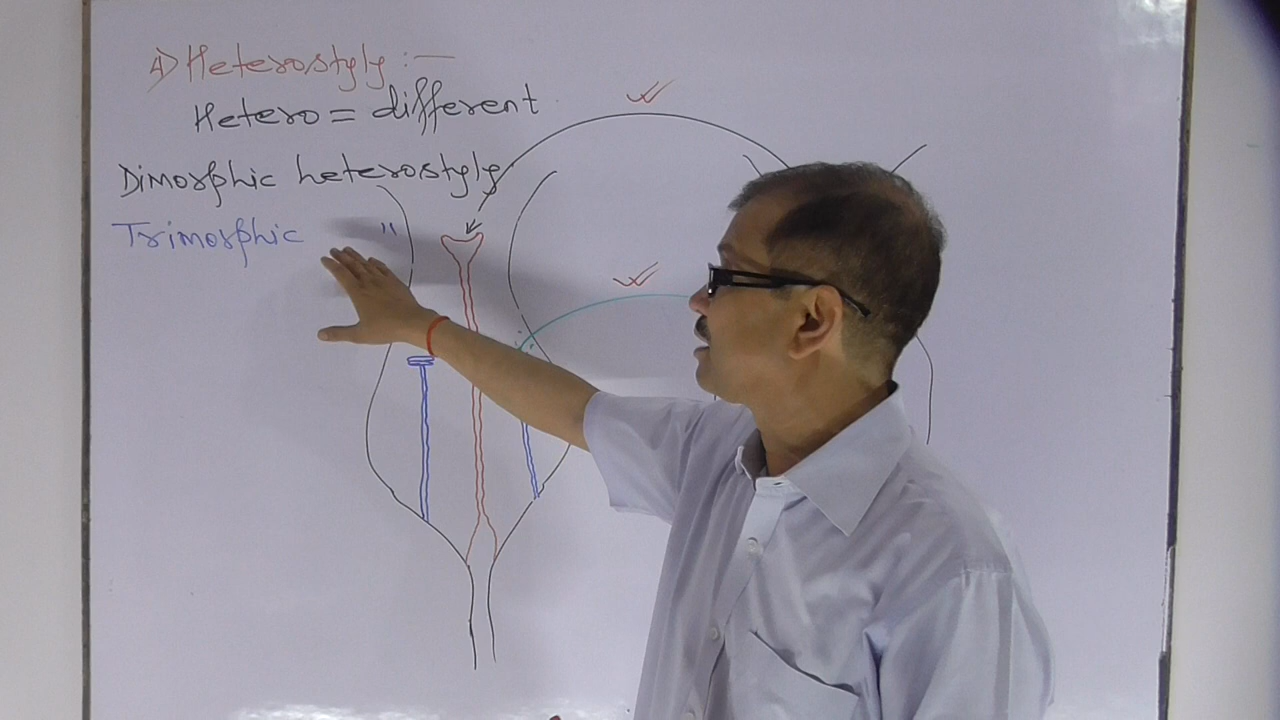 4) Heterostyly :—
Hetero = different
Dimorphic heterostyly
Trimorphic "